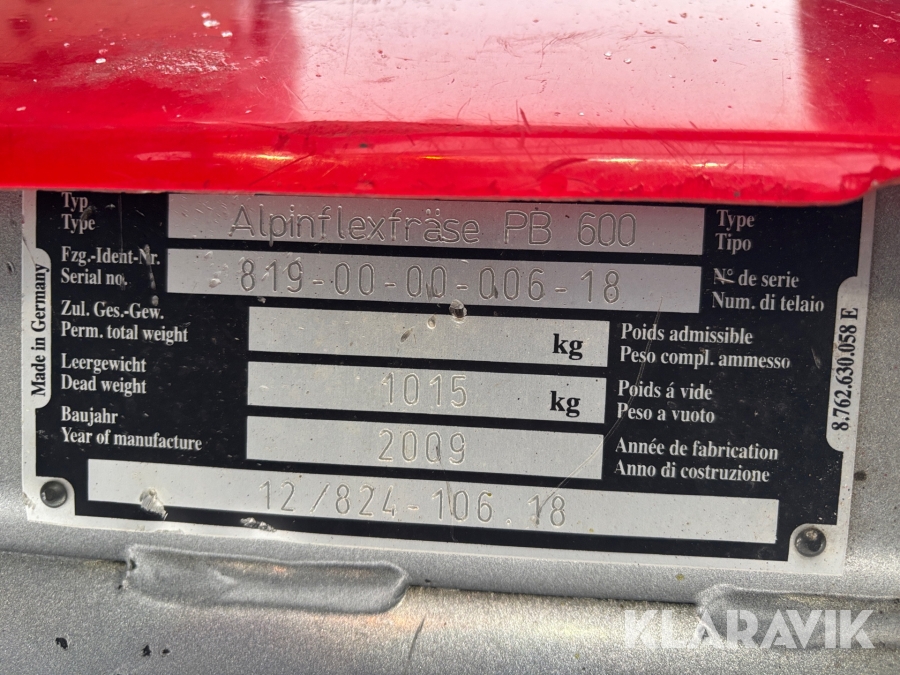 Typ
Type
Alpinflexfräse PB 600
Type
Tipo
Fzg.-Ident-Nr.
Serial no.
819-00-00-006-18
N° de serie
Num. di telaio
Zul. Ges.-Gew.
Perm. total weight
kg
Poids admissible
Peso compl. ammesso
Leergewicht
Dead weight
1015 kg
Poids á vide
Peso a vuoto
Baujahr
Year of manufacture
2009
Année de fabrication
Anno di costruzione
12/824-106.18
Made in Germany
8.762.630.058 E
KLARAVIK